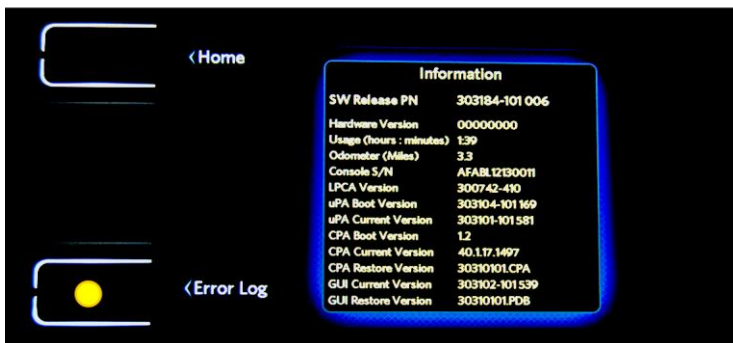 ‹Home
Information
SW Release PN 303184-101 006
Hardware Version 00000000
Usage (hours : minutes) 1:39
Odometer (Miles) 3.3
Console S/N AFABL12130011
LPCA Version 300742-410
uPA Boot Version 303104-101 169
uPA Current Version 303101-101 581
CPA Boot Version 1.2
CPA Current Version 40.1.17.1497
CPA Restore Version 30310101.CPA
GUI Current Version 303102-101 539
GUI Restore Version 30310101.PDB
‹Error Log